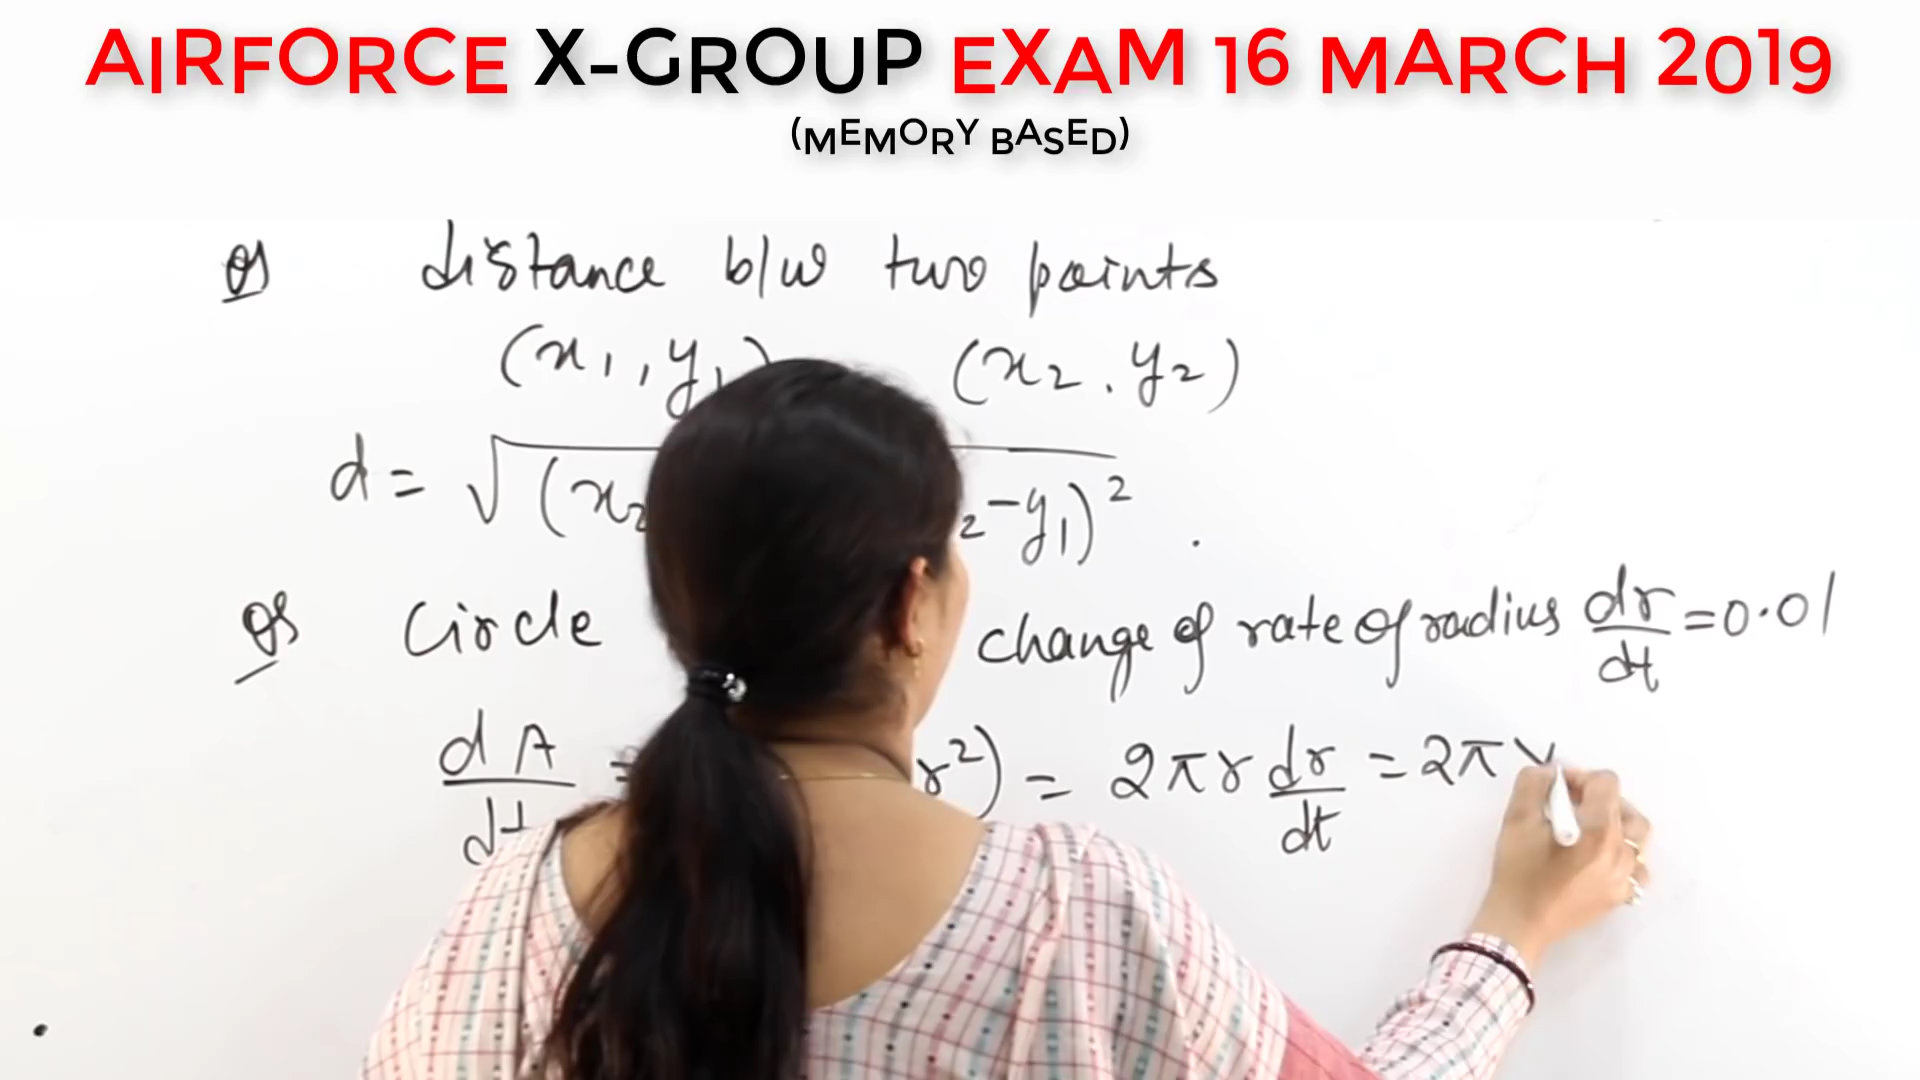 AIRFORCE X-GROUP EXAM 16 MARCH 2019
(MEMORY BASED)
Q) distance b/w two points
(x₁, y₁) (x₂, y₂)
d = √(x₂ ₂-y₁)²
Qs Circle change of rate of radius dr/dt = 0.01
dA/dt = r²) = 2πr dr/dt = 2π